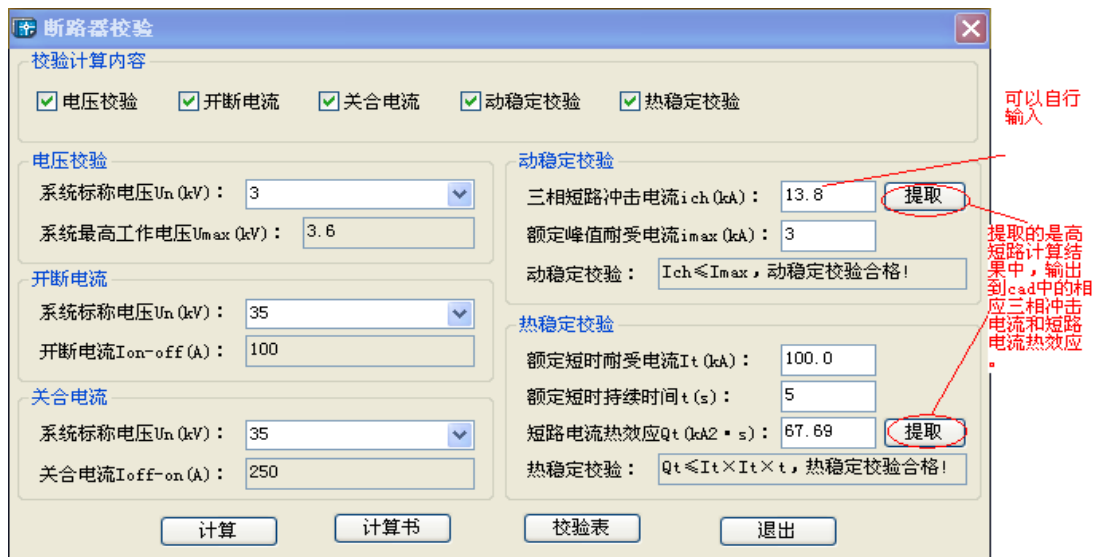 断路器校验
校验计算内容
电压校验 开断电流 关合电流 动稳定校验 热稳定校验
电压校验
系统标称电压Un(kV)： 3
系统最高工作电压Umax(kV)： 3.6
开断电流
系统标称电压Un(kV)： 35
开断电流Ion-off(A)： 100
关合电流
系统标称电压Un(kV)： 35
关合电流Ioff-on(A)： 250
动稳定校验
三相短路冲击电流ich(kA)： 13.8 提取
额定峰值耐受电流imax(kA)： 3
动稳定校验： Ich≤Imax，动稳定校验合格!
热稳定校验
额定短时耐受电流It(kA)： 100.0
额定短时持续时间t(s)： 5
短路电流热效应Qt(kA2·s)： 67.69 提取
热稳定校验： Qt≤It×It×t，热稳定校验合格!
计算 计算书 校验表 退出
可以自行
输入
提取的是高
短路计算结
果中，输出
到cad中的相
应三相冲击
电流和短路
电流热效应
。